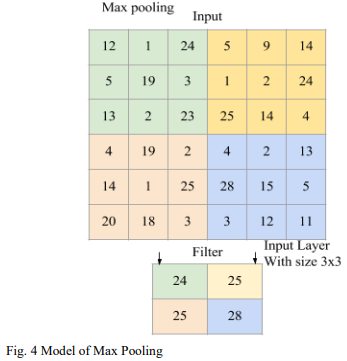 Max pooling
Input
12 1 24 5 9 14
5 19 3 1 2 24
13 2 23 25 14 4
4 19 2 4 2 13
14 1 25 28 15 5
20 18 3 3 12 11
Filter
Input Layer
With size 3x3
24 25
25 28
Fig. 4 Model of Max Pooling